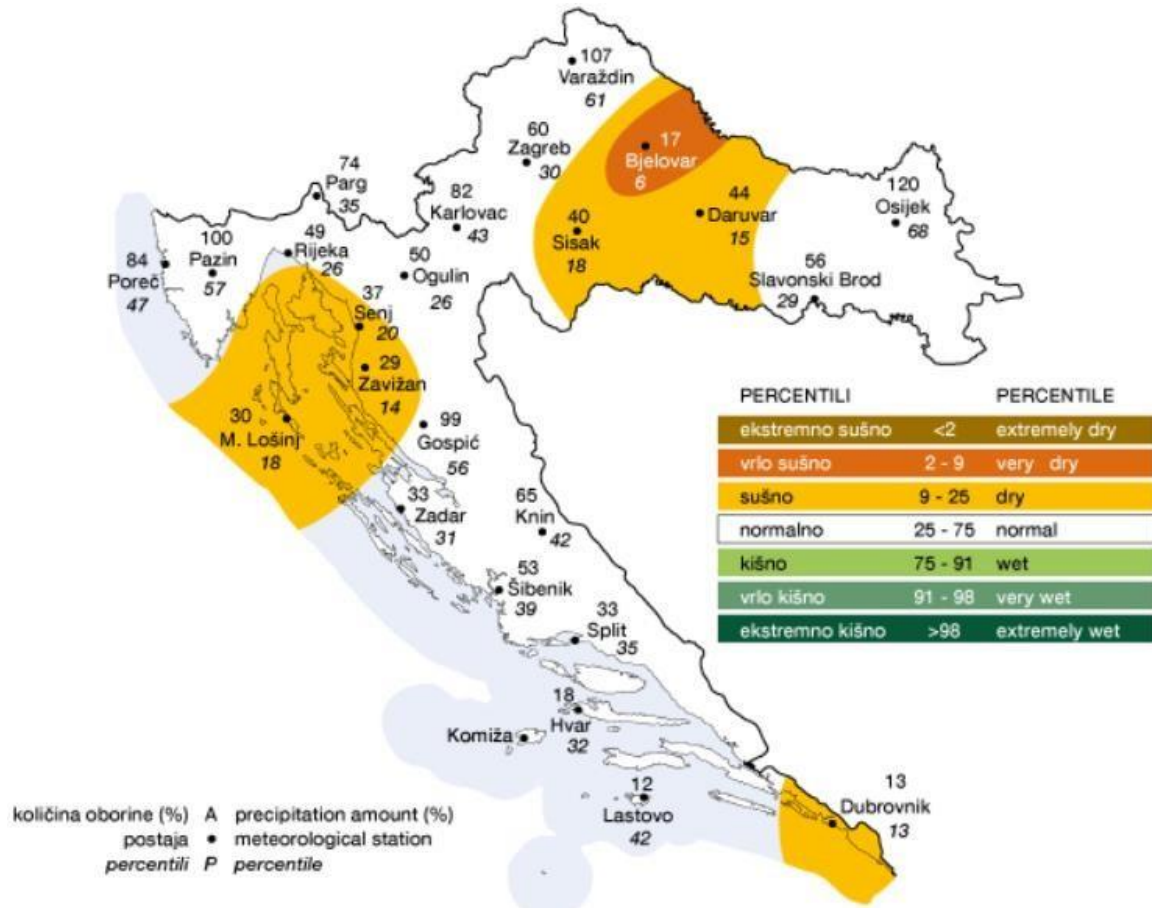 107
Varaždin
61
60
Zagreb
30
17
Bjelovar
6
74
Parg
35
82
Karlovac
43
44
Daruvar
15
120
Osijek
68
40
Sisak
18
100
Pazin
57
49
Rijeka
26
84
Poreč
47
50
Ogulin
26
56
Slavonski Brod
29
37
Senj
20
29
Zavižan
14
30
M. Lošinj
18
99
Gospić
56
33
Zadar
31
65
Knin
42
53
Šibenik
39
33
Split
35
18
Hvar
32
Komiža
12
Lastovo
42
13
Dubrovnik
13
PERCENTILI PERCENTILE
ekstremno sušno <2 extremely dry
vrlo sušno 2 - 9 very dry
sušno 9 - 25 dry
normalno 25 - 75 normal
kišno 75 - 91 wet
vrlo kišno 91 - 98 very wet
ekstremno kišno >98 extremely wet
količina oborine (%) A precipitation amount (%)
postaja • meteorological station
percentili P percentile